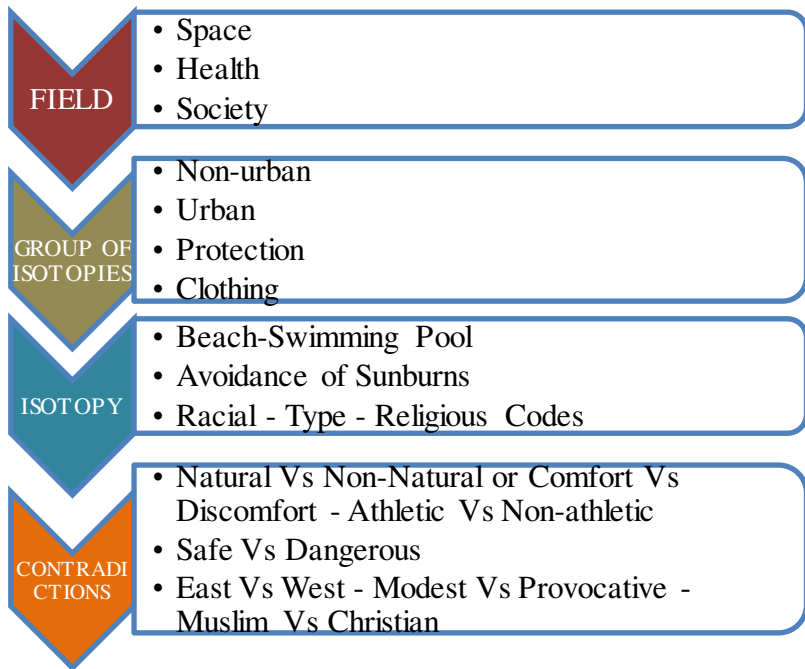 FIELD
• Space
• Health
• Society
GROUP OF
ISOTOPIES
• Non-urban
• Urban
• Protection
• Clothing
ISOTOPY
• Beach-Swimming Pool
• Avoidance of Sunburns
• Racial - Type - Religious Codes
CONTRADI
CTIONS
• Natural Vs Non-Natural or Comfort Vs
Discomfort - Athletic Vs Non-athletic
• Safe Vs Dangerous
• East Vs West - Modest Vs Provocative -
Muslim Vs Christian